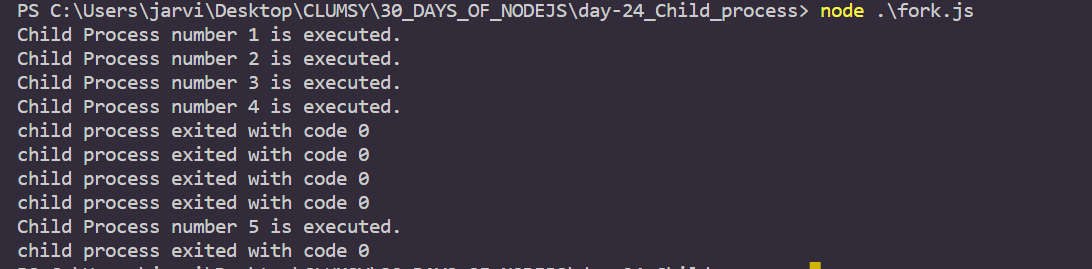 PS C:\Users\jarvi\Desktop\CLUMSY\30_DAYS_OF_NODEJS\day-24_Child_process> node .\fork.js
Child Process number 1 is executed.
Child Process number 2 is executed.
Child Process number 3 is executed.
Child Process number 4 is executed.
child process exited with code 0
child process exited with code 0
child process exited with code 0
child process exited with code 0
Child Process number 5 is executed.
child process exited with code 0